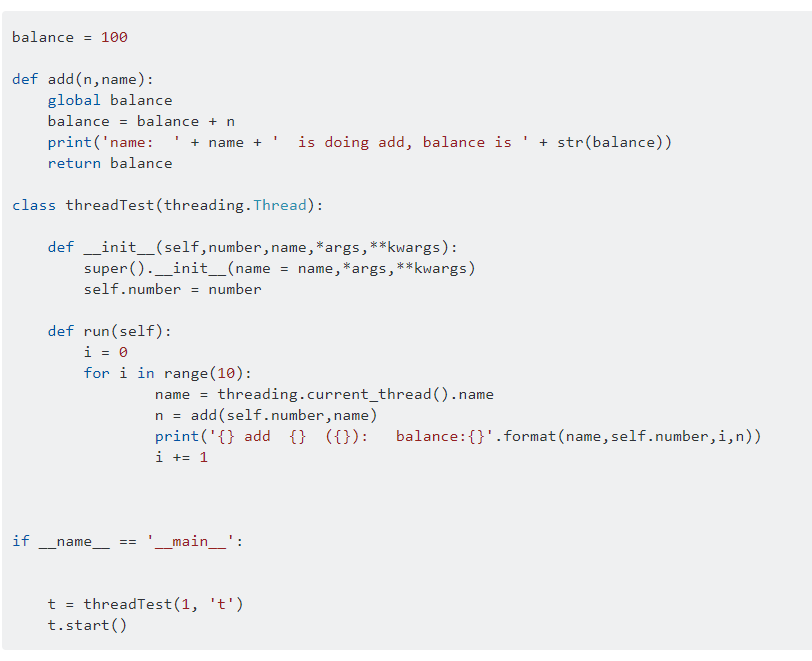 balance = 100
def add(n,name):
    global balance
    balance = balance + n
    print('name:  ' + name + '  is doing add, balance is ' + str(balance))
    return balance
class threadTest(threading.Thread):
    def __init__(self,number,name,*args,**kwargs):
        super().__init__(name = name,*args,**kwargs)
        self.number = number
    def run(self):
        i = 0
        for i in range(10):
                name = threading.current_thread().name
                n = add(self.number,name)
                print('{} add  {}  ({}):   balance:{}'.format(name,self.number,i,n))
                i += 1
if __name__ == '__main__':
    t = threadTest(1, 't')
    t.start()